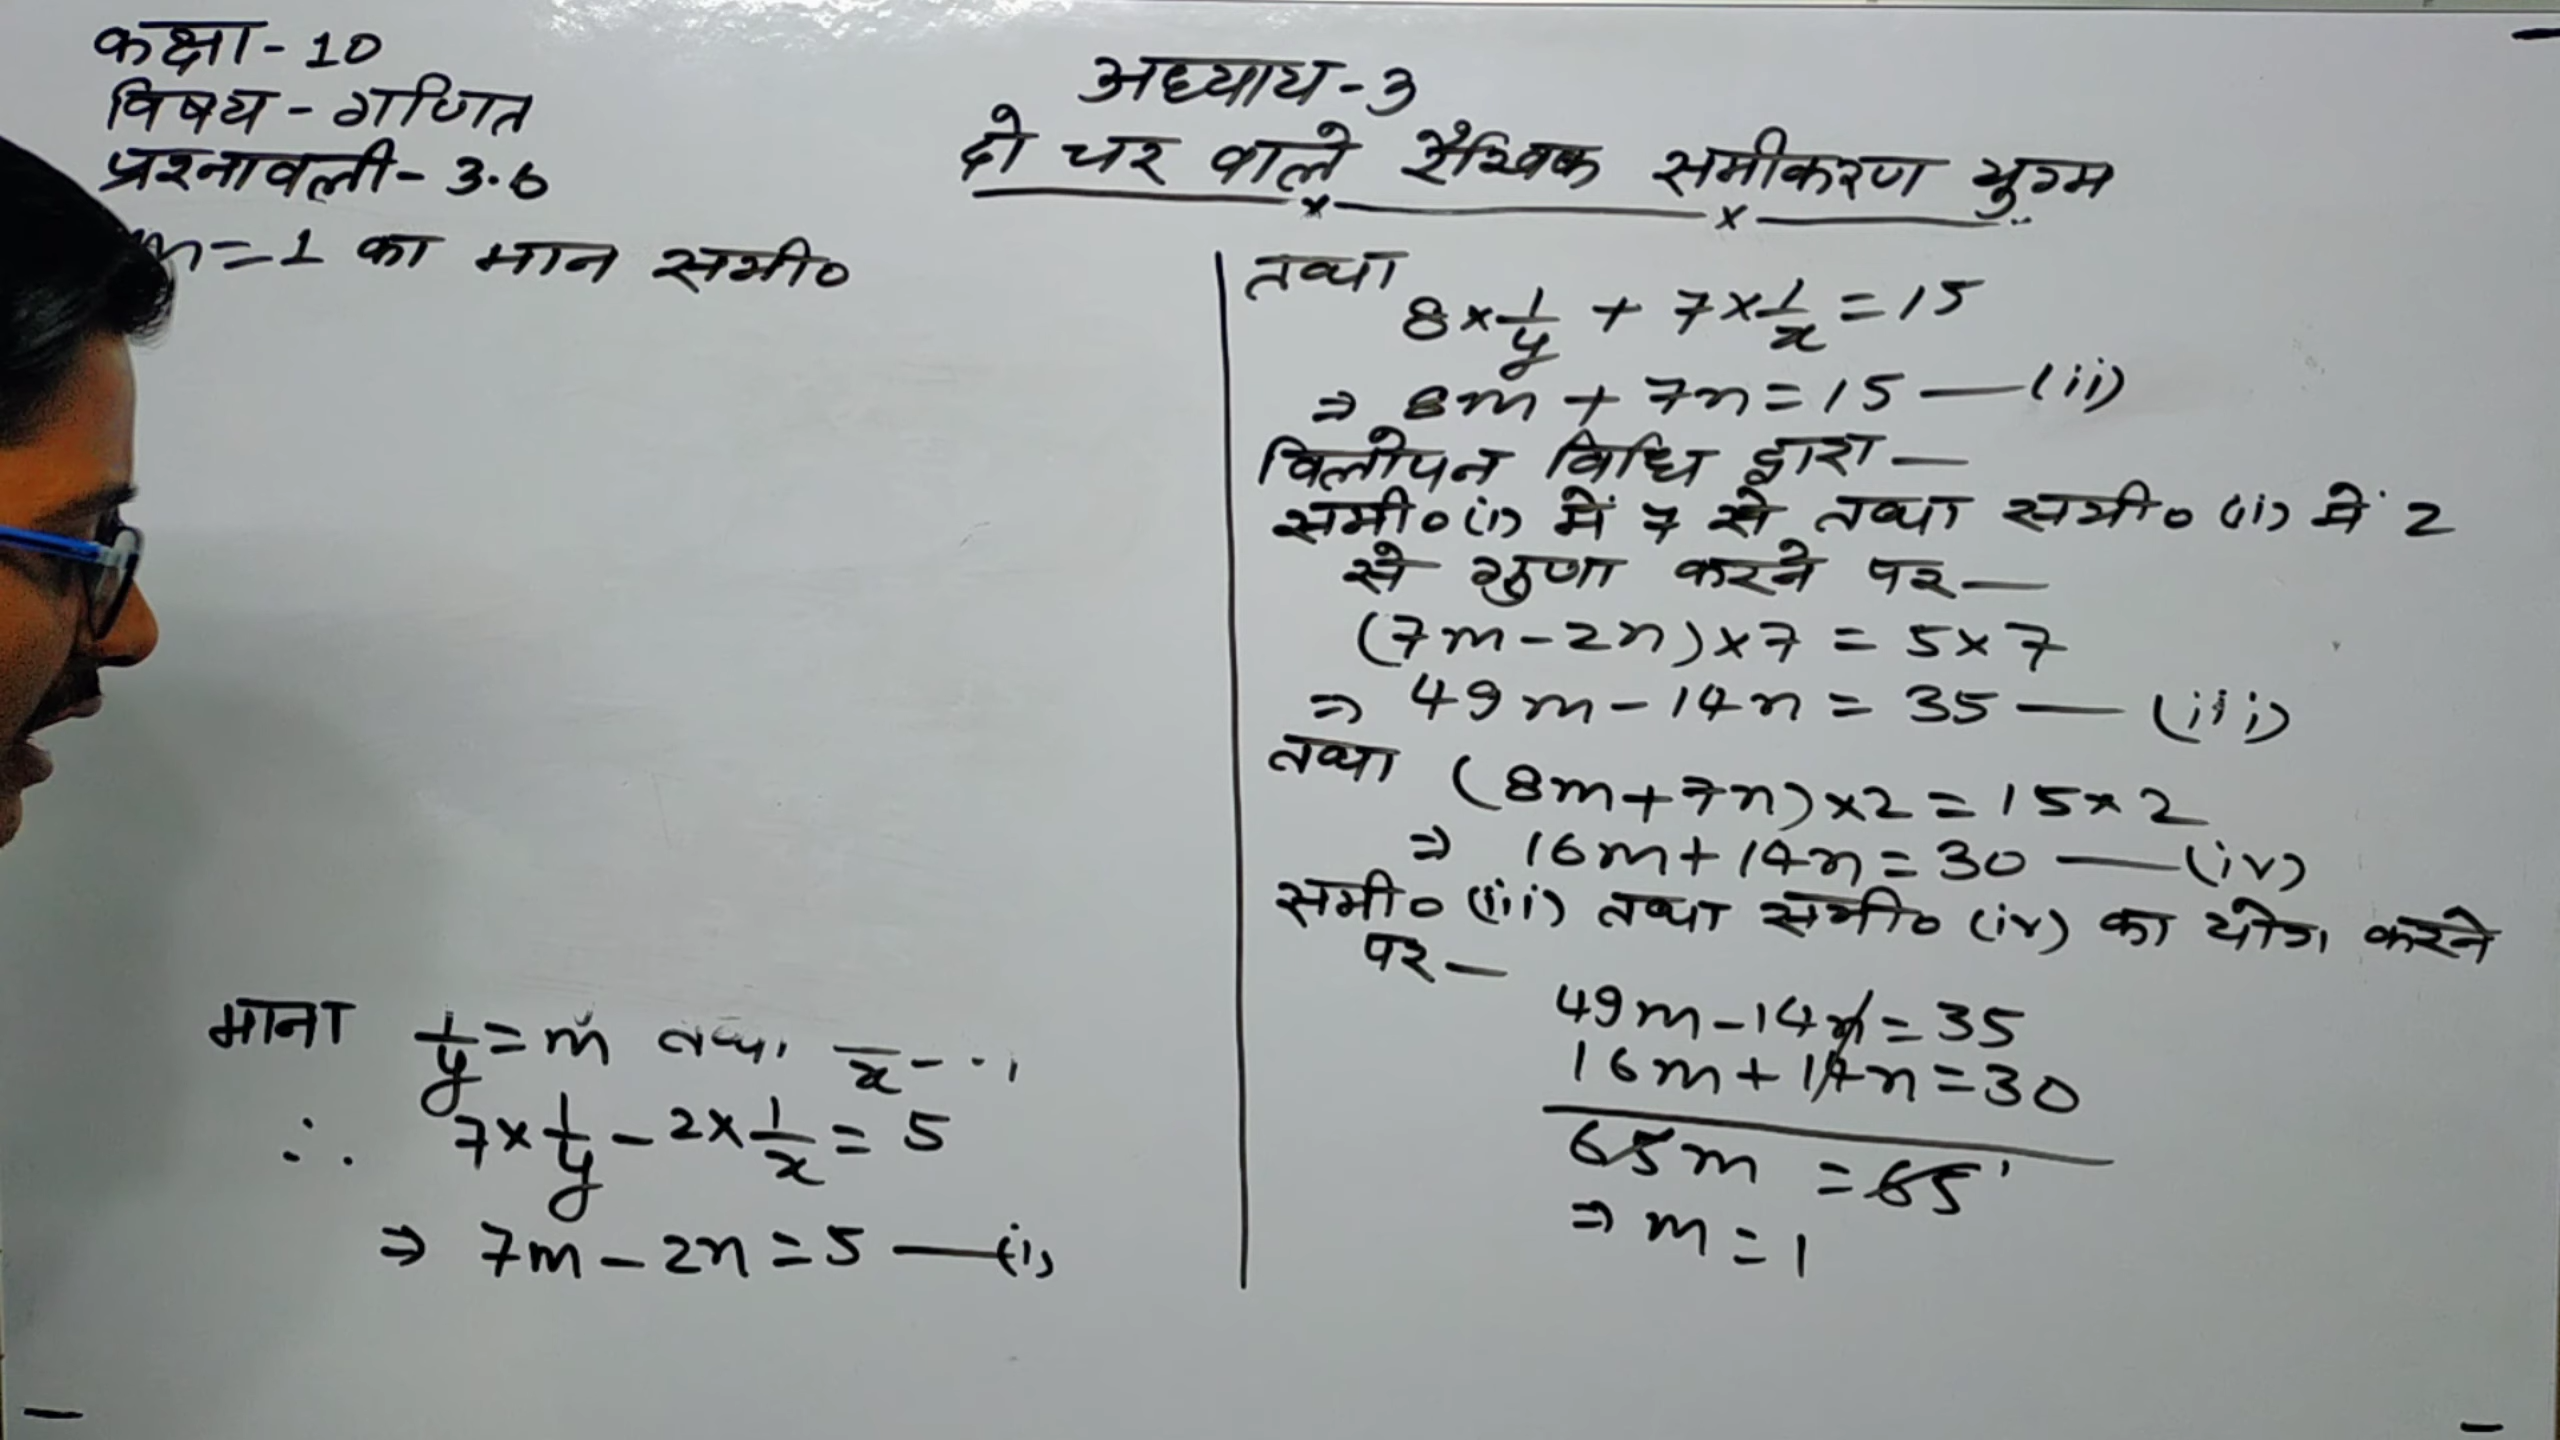 कक्षा - 10
विषय - गणित
प्रश्नावली - 3.6
अध्याय - 3
दो चर वाले रैखिक समीकरण युग्म
m = 1 का मान समी०
माना 1/y = m तथा /x
∴ 7 × 1/y - 2 × 1/x = 5
⇒ 7m - 2n = 5 — (i)
तथा
8 × 1/y + 7 × 1/x = 15
⇒ 8m + 7n = 15 — (ii)
विलोपन विधि द्वारा —
समी० (i) में 7 से तथा समी० (ii) में 2
से गुणा करने पर —
(7m - 2n) × 7 = 5 × 7
⇒ 49m - 14n = 35 — (iii)
तथा (8m + 7n) × 2 = 15 × 2
⇒ 16m + 14n = 30 — (iv)
समी० (iii) तथा समी० (iv) का योग करने
पर —
49m - 14n = 35
16m + 14n = 30
65m = 65 1
⇒ m = 1